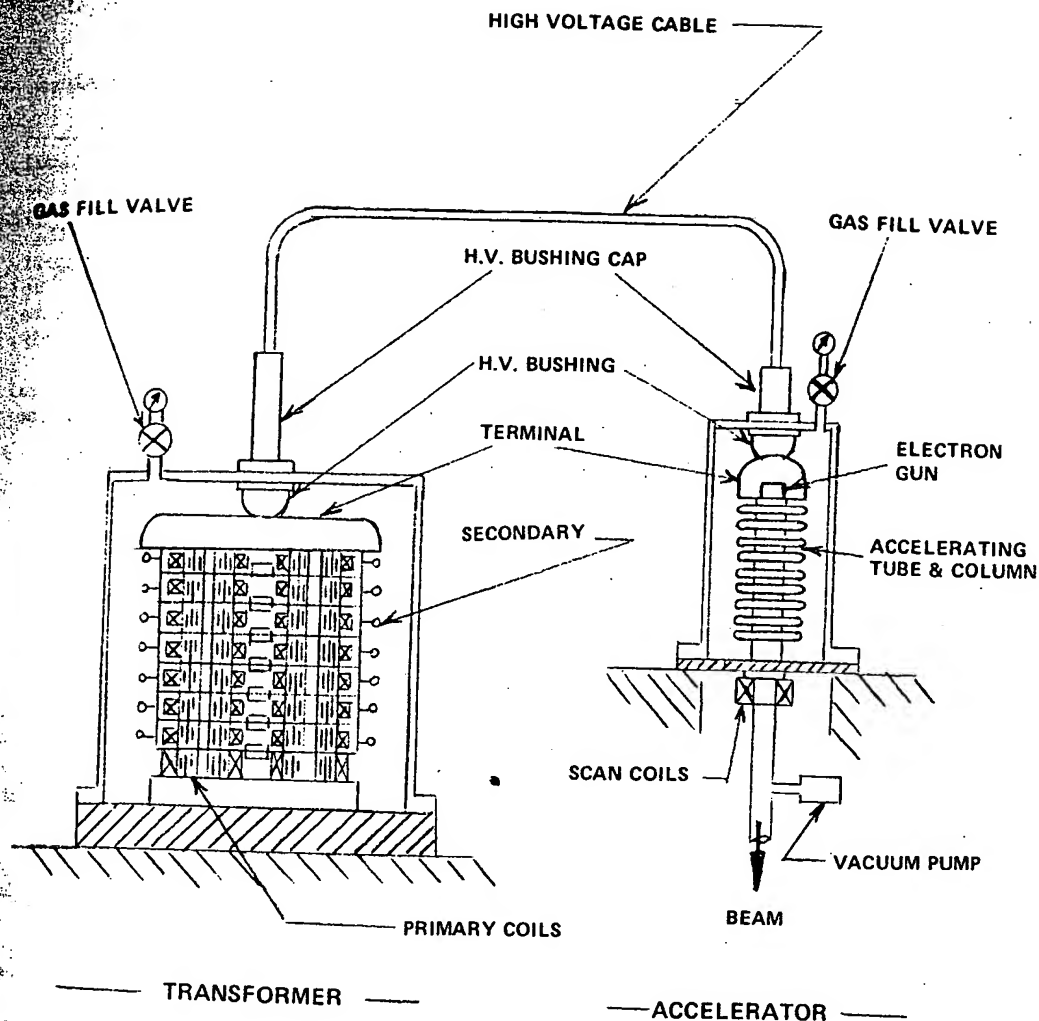 HIGH VOLTAGE CABLE
GAS FILL VALVE
GAS FILL VALVE
H.V. BUSHING CAP
H.V. BUSHING
TERMINAL
ELECTRON
GUN
SECONDARY
ACCELERATING
TUBE & COLUMN
SCAN COILS
VACUUM PUMP
PRIMARY COILS
BEAM
TRANSFORMER
ACCELERATOR